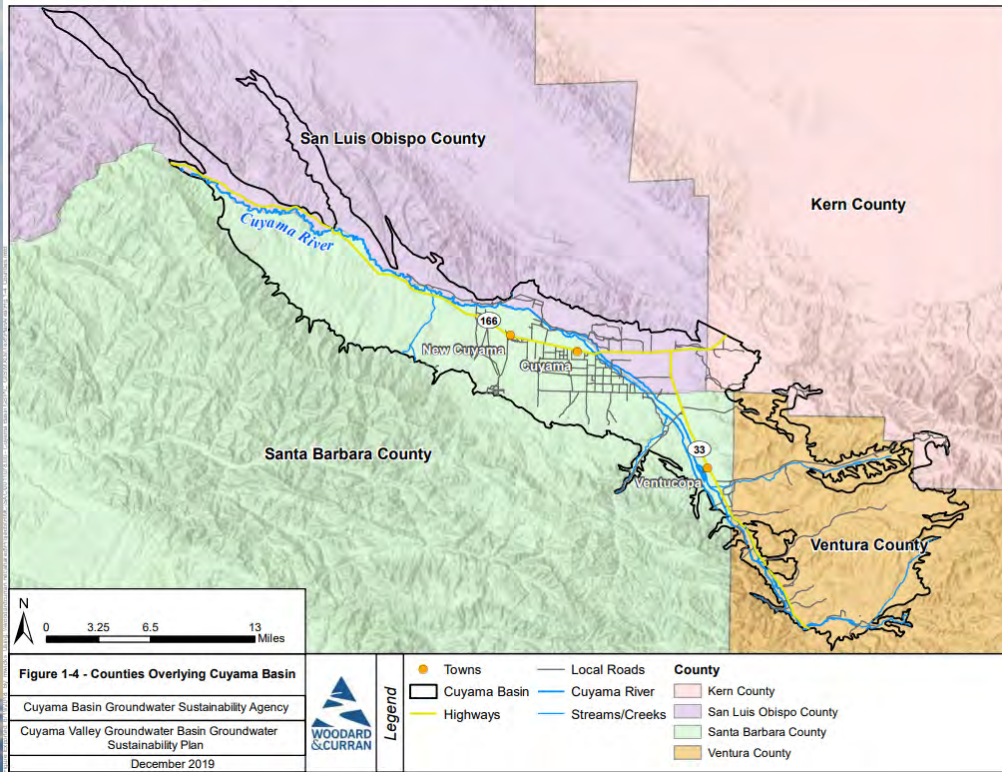 San Luis Obispo County
Kern County
Cuyama River
166
New Cuyama
Cuyama
Santa Barbara County
33
Ventucopa
Ventura County
N
0 3.25 6.5 13
Miles
Figure 1-4 - Counties Overlying Cuyama Basin
Cuyama Basin Groundwater Sustainability Agency
Cuyama Valley Groundwater Basin Groundwater
Sustainability Plan
December 2019
WOODARD
&CURRAN
Legend
Towns
Cuyama Basin
Highways
Local Roads
Cuyama River
Streams/Creeks
County
Kern County
San Luis Obispo County
Santa Barbara County
Ventura County